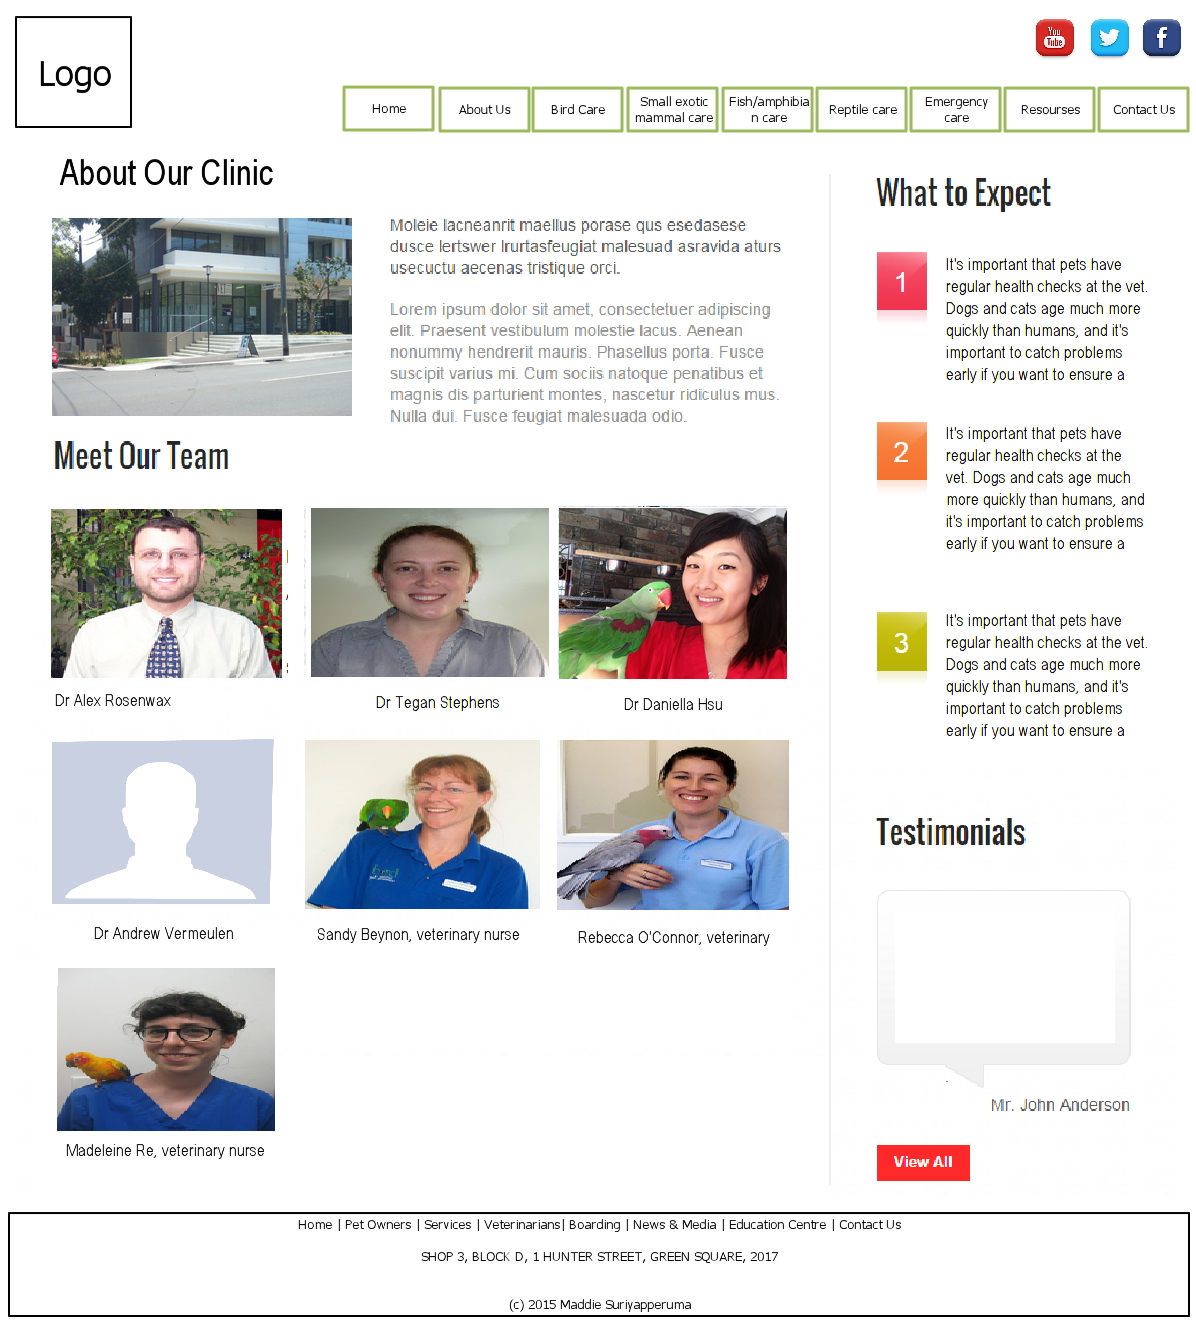 Logo
You
Tube
Home
About Us
Bird Care
Small exotic
mammal care
Fish/amphibia
n care
Reptile care
Emergency
care
Resourses
Contact Us
About Our Clinic
Moleie lacneanrit maellus porase qus esedasese
dusce lertswer lrurtasfeugiat malesuad asravida aturs
usecuctu aecenas tristique orci.
Lorem ipsum dolor sit amet, consectetuer adipiscing
elit. Praesent vestibulum molestie lacus. Aenean
nonummy hendrerit mauris. Phasellus porta. Fusce
suscipit varius mi. Cum sociis natoque penatibus et
magnis dis parturient montes, nascetur ridiculus mus.
Nulla dui. Fusce feugiat malesuada odio.
Meet Our Team
Dr Alex Rosenwax
Dr Tegan Stephens
Dr Daniella Hsu
Dr Andrew Vermeulen
Sandy Beynon, veterinary nurse
Rebecca O'Connor, veterinary
Madeleine Re, veterinary nurse
What to Expect
1
It's important that pets have
regular health checks at the vet.
Dogs and cats age much more
quickly than humans, and it's
important to catch problems
early if you want to ensure a
2
It's important that pets have
regular health checks at the
vet. Dogs and cats age much
more quickly than humans, and
it's important to catch problems
early if you want to ensure a
3
It's important that pets have
regular health checks at the vet.
Dogs and cats age much more
quickly than humans, and it's
important to catch problems
early if you want to ensure a
Testimonials
Mr. John Anderson
View All
Home | Pet Owners | Services | Veterinarians| Boarding | News & Media | Education Centre | Contact Us
SHOP 3, BLOCK D, 1 HUNTER STREET, GREEN SQUARE, 2017
(c) 2015 Maddie Suriyapperuma